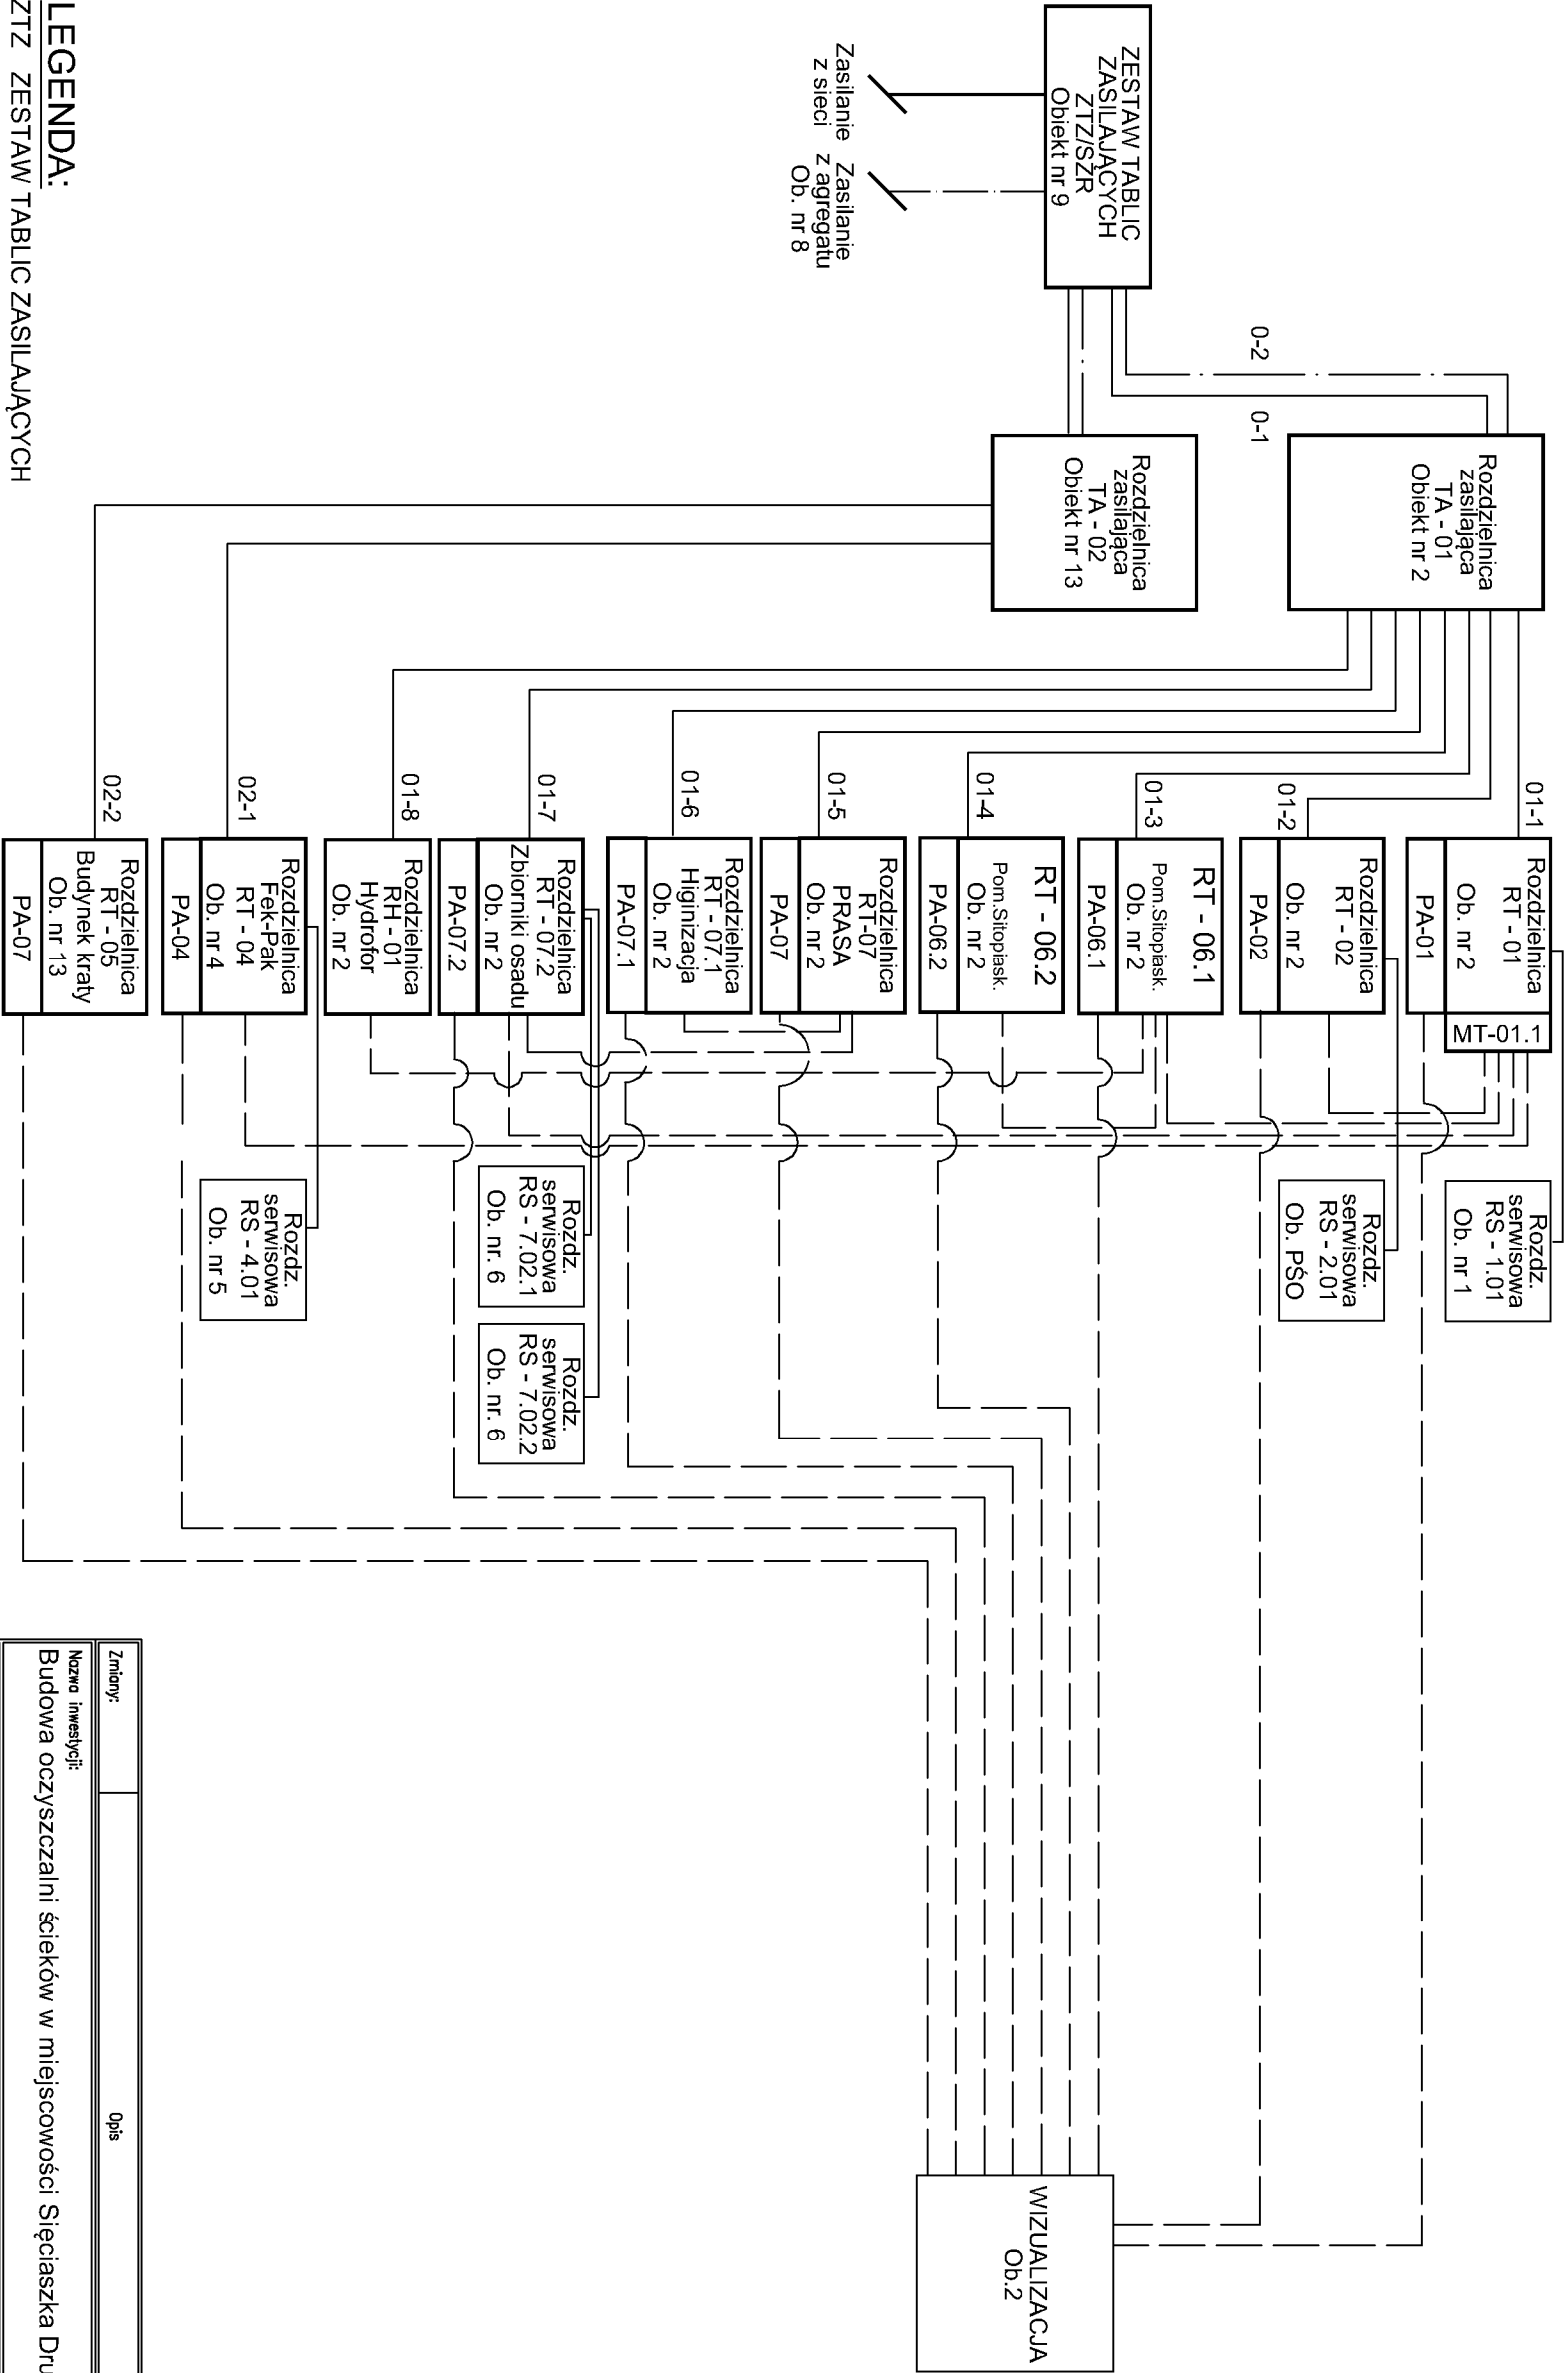 ZESTAW TABLIC
ZASILAJĄCYCH
ZTZ/SZR
Obiekt nr 9
Zasilanie
z sieci
Zasilanie
z agregatu
Ob. nr 8
0-2
0-1
Rozdzielnica
zasilająca
TA - 01
Obiekt nr 2
Rozdzielnica
zasilająca
TA - 02
Obiekt nr 13
01-1
Rozdzielnica
RT - 01
Ob. nr 2
PA-01
MT-01.1
01-2
Rozdzielnica
RT - 02
Ob. nr 2
PA-02
01-3
RT - 06.1
Pom.Sitopiask.
Ob. nr 2
PA-06.1
01-4
RT - 06.2
Pom.Sitopiask.
Ob. nr 2
PA-06.2
01-5
Rozdzielnica
RT-07
PRASA
Ob. nr 2
PA-07
01-6
Rozdzielnica
RT - 07.1
Higinizacja
Ob. nr 2
PA-07.1
01-7
Rozdzielnica
RT - 07.2
Zbiorniki osadu
Ob. nr 2
PA-07.2
01-8
Rozdzielnica
RH - 01
Hydrofor
Ob. nr 2
02-1
Rozdzielnica
Fek-Pak
RT - 04
Ob. nr 4
PA-04
02-2
Rozdzielnica
RT - 05
Budynek kraty
Ob. nr 13
PA-07
Rozdz.
serwisowa
RS - 1.01
Ob. nr 1
Rozdz.
serwisowa
RS - 2.01
Ob. PŚO
Rozdz.
serwisowa
RS - 7.02.1
Ob. nr. 6
Rozdz.
serwisowa
RS - 7.02.2
Ob. nr. 6
Rozdz.
serwisowa
RS - 4.01
Ob. nr 5
WIZUALIZACJA
Ob.2
LEGENDA:
ZTZ ZESTAW TABLIC ZASILAJĄCYCH
Zmiany:
Opis
Nazwa inwestycji:
Budowa oczyszczalni ścieków w miejscowości Sięciaszka Dru